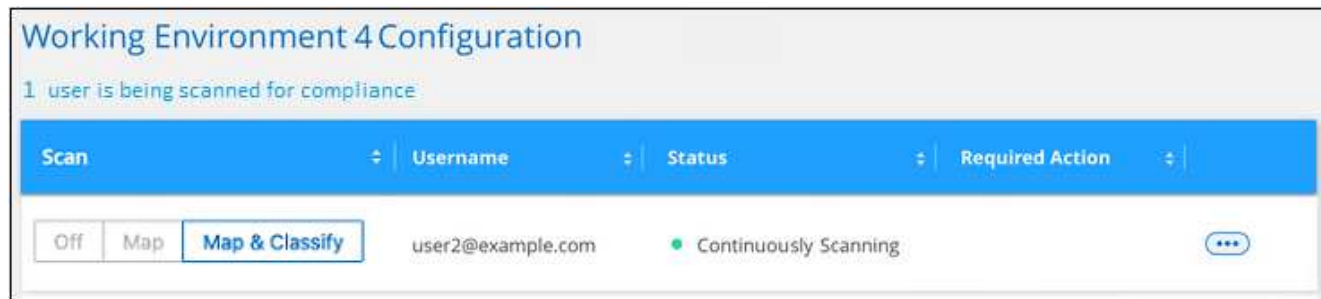 Working Environment 4 Configuration
1 user is being scanned for compliance
Scan Username Status Required Action
Off Map Map & Classify user2@example.com Continuously Scanning